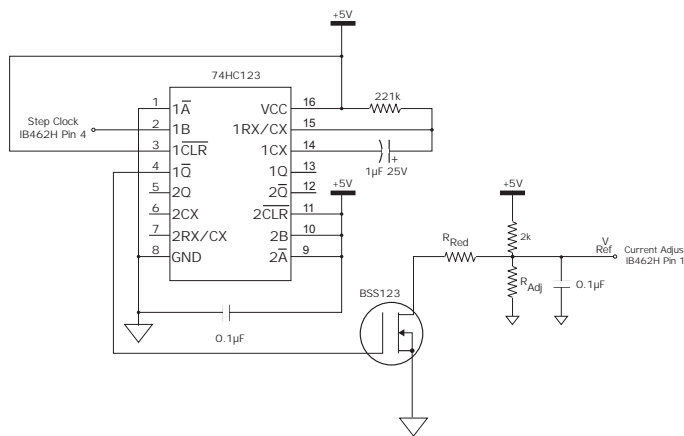 +5V
74HC123
1 1A̅ VCC 16
2 1B 1RX/CX 15
3 1C̅L̅R̅ 1CX 14
4 1Q̅ 1Q 13
5 2Q 2Q̅ 12
6 2CX 2C̅L̅R̅ 11
7 2RX/CX 2B 10
8 GND 2A̅ 9
Step Clock
IB462H Pin 4
221k
+
1µF 25V
+5V
0.1µF
BSS123
R Red
+5V
2k
R Adj
0.1µF
V Ref
Current Adjus
IB462H Pin 1